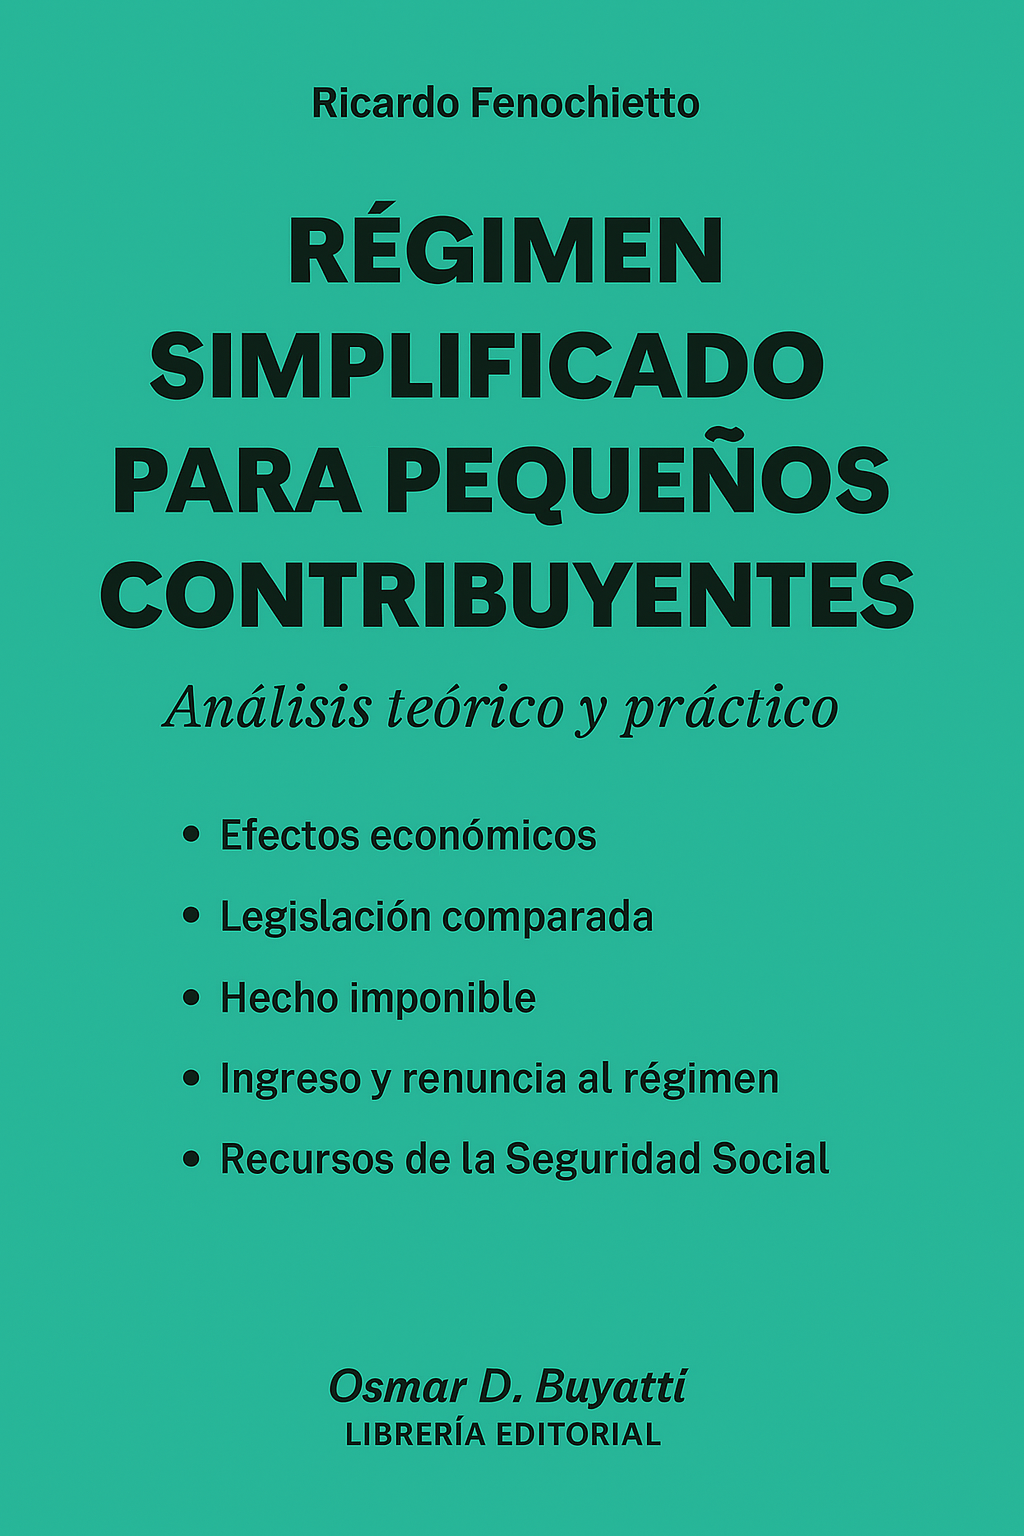 Ricardo Fenochietto
RÉGIMEN
SIMPLIFICADO
PARA PEQUEÑOS
CONTRIBUYENTES
Análisis teórico y práctico
• Efectos económicos
• Legislación comparada
• Hecho imponible
• Ingreso y renuncia al régimen
• Recursos de la Seguridad Social
Osmar D. Buyatti
LIBRERÍA EDITORIAL